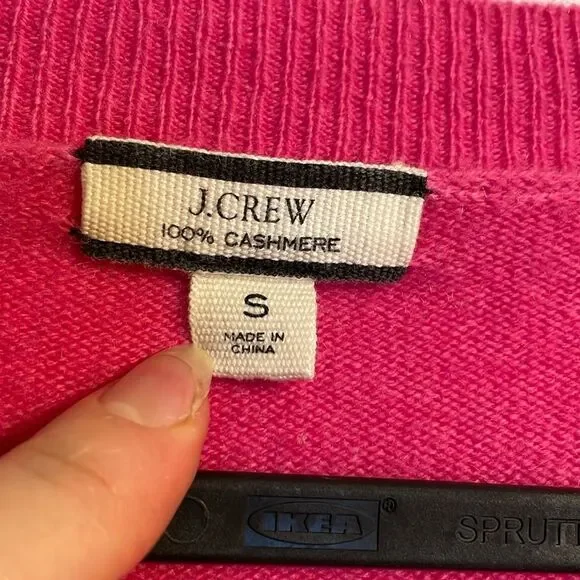 J.CREW
100% CASHMERE
S
MADE IN
CHINA
IKEA ® SPRUTT